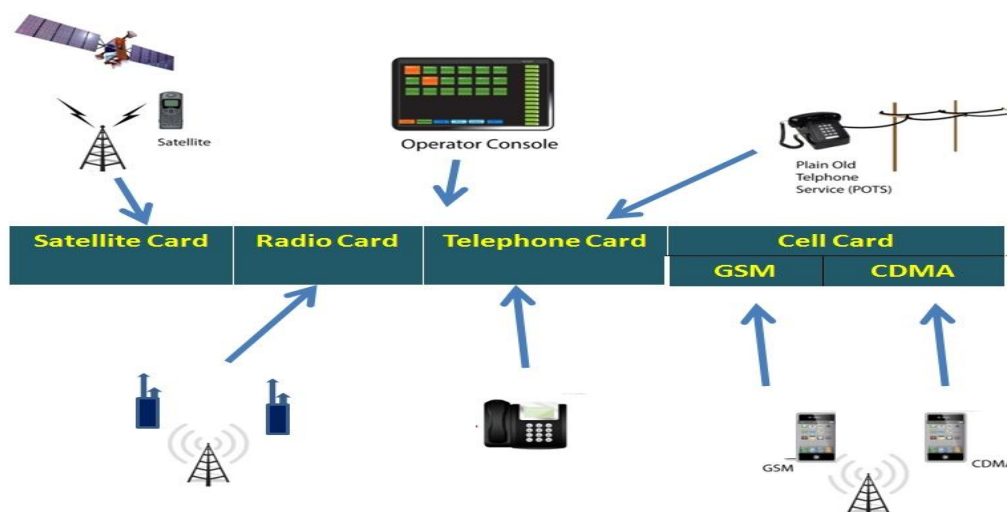 Satellite
Operator Console
Plain Old
Telphone
Service (POTS)
Satellite Card
Radio Card
Telephone Card
Cell Card
GSM
CDMA
GSM
CDMA